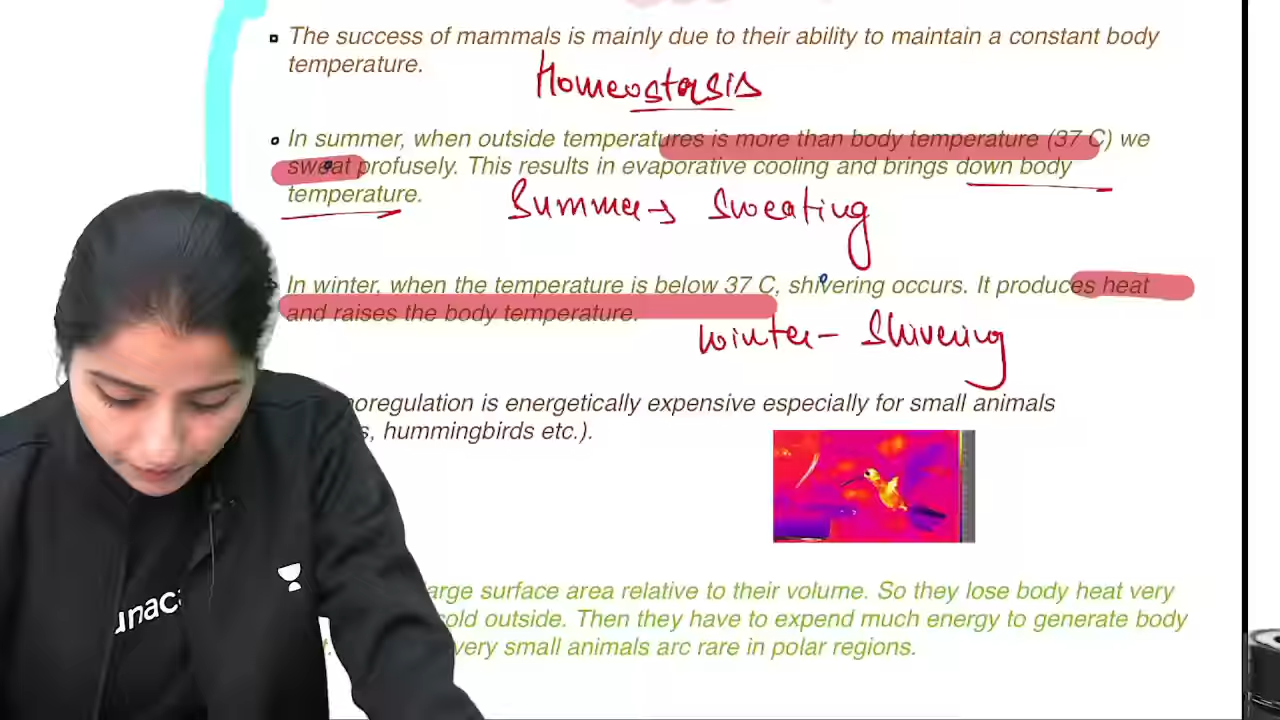 The success of mammals is mainly due to their ability to maintain a constant body
temperature.
Homeostasis
In summer, when outside temperatures is more than body temperature (37 C) we
sweat profusely. This results in evaporative cooling and brings down body
temperature.
Summer → Sweating
In winter, when the temperature is below 37 C, shivering occurs. It produces heat
and raises the body temperature.
Winter - Shivering
oregulation is energetically expensive especially for small animals
s, hummingbirds etc.).
arge surface area relative to their volume. So they lose body heat very
cold outside. Then they have to expend much energy to generate body
very small animals arc rare in polar regions.
unac